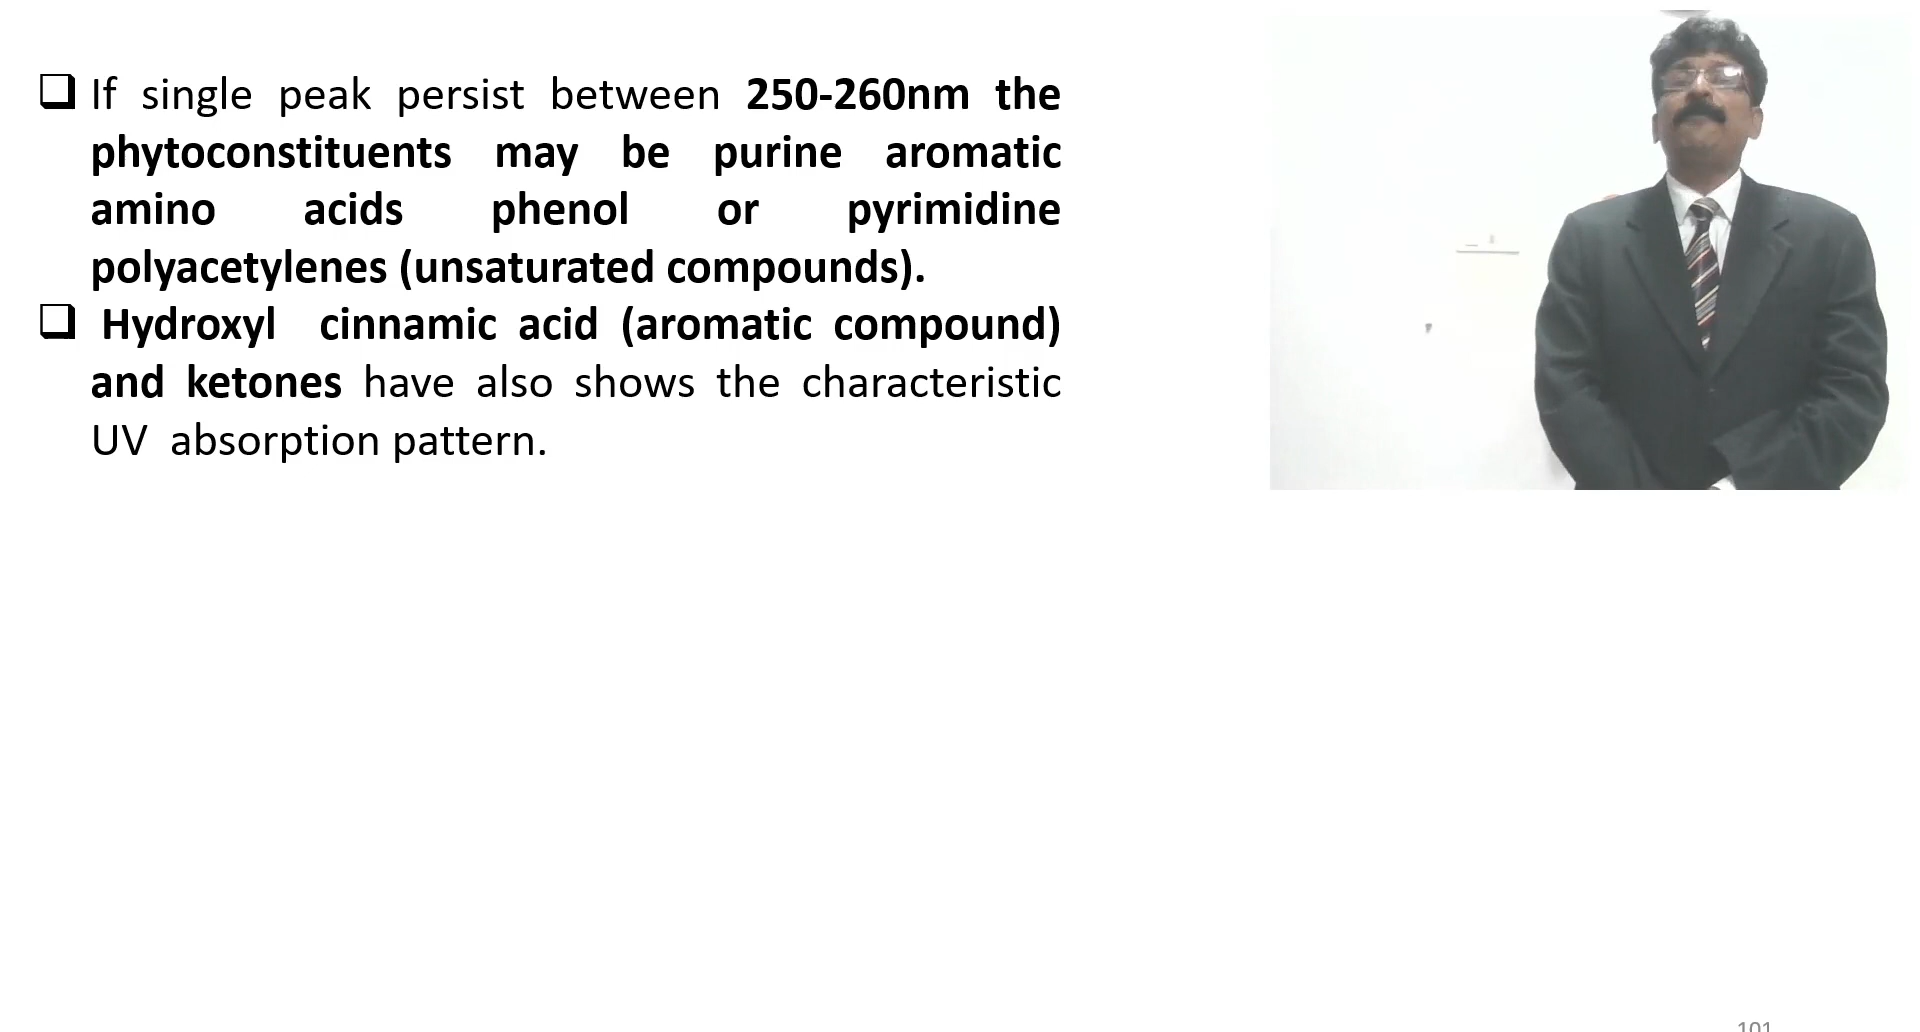 If single peak persist between 250-260nm the
phytoconstituents may be purine aromatic
amino acids phenol or pyrimidine
polyacetylenes (unsaturated compounds).
Hydroxyl cinnamic acid (aromatic compound)
and ketones have also shows the characteristic
UV absorption pattern.
101